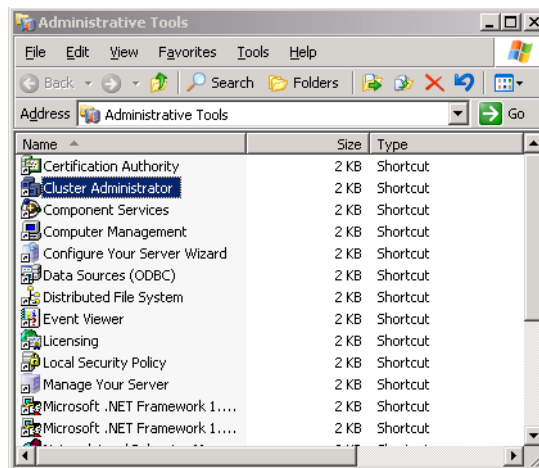 Administrative Tools
File Edit View Favorites Tools Help
Back Search Folders
Address Administrative Tools Go
Name Size Type
Certification Authority 2 KB Shortcut
Cluster Administrator 2 KB Shortcut
Component Services 2 KB Shortcut
Computer Management 2 KB Shortcut
Configure Your Server Wizard 2 KB Shortcut
Data Sources (ODBC) 2 KB Shortcut
Distributed File System 2 KB Shortcut
Event Viewer 2 KB Shortcut
Licensing 2 KB Shortcut
Local Security Policy 2 KB Shortcut
Manage Your Server 2 KB Shortcut
Microsoft .NET Framework 1.... 2 KB Shortcut
Microsoft .NET Framework 1.... 2 KB Shortcut